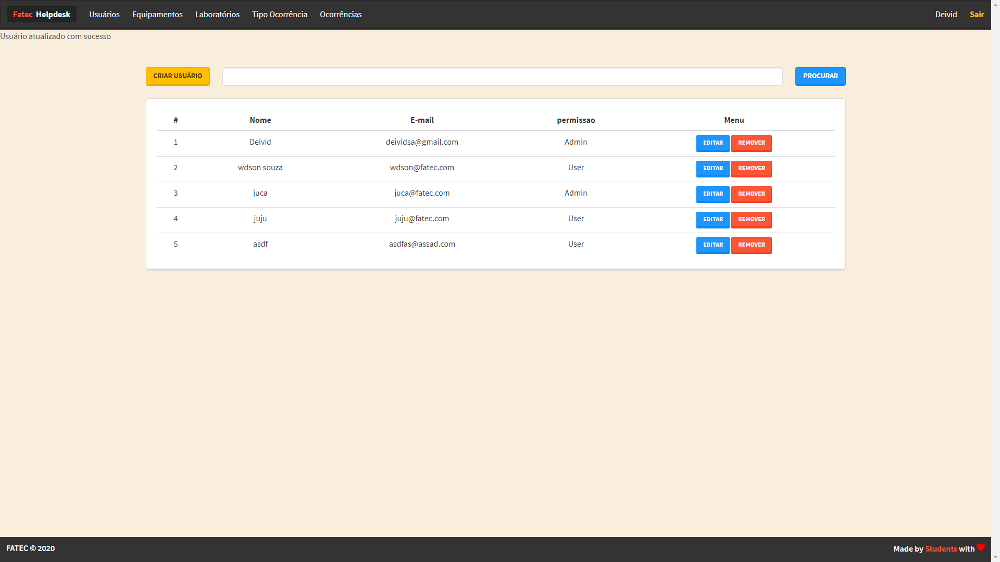 Fatec Helpdesk Usuários Equipamentos Laboratórios Tipo Ocorrência Ocorrências Deivid Sair
Usuário atualizado com sucesso
CRIAR USUÁRIO PROCURAR
# Nome E-mail permissao Menu
1 Deivid deividsa@gmail.com Admin EDITAR REMOVER
2 wdson souza wdson@fatec.com User EDITAR REMOVER
3 juca juca@fatec.com Admin EDITAR REMOVER
4 juju juju@fatec.com User EDITAR REMOVER
5 asdf asdfas@assad.com User EDITAR REMOVER
FATEC © 2020 Made by Students with ❤